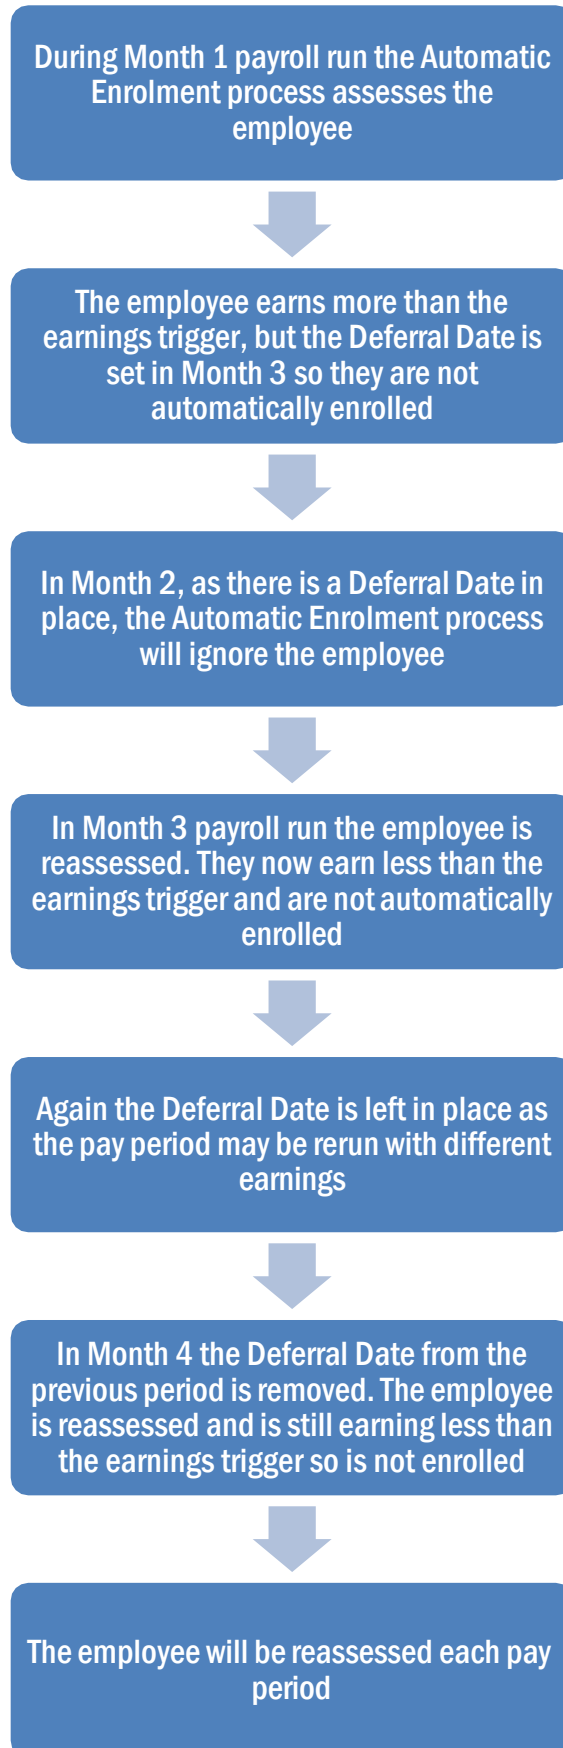 During Month 1 payroll run the Automatic
Enrolment process assesses the
employee
The employee earns more than the
earnings trigger, but the Deferral Date is
set in Month 3 so they are not
automatically enrolled
In Month 2, as there is a Deferral Date in
place, the Automatic Enrolment process
will ignore the employee
In Month 3 payroll run the employee is
reassessed. They now earn less than the
earnings trigger and are not automatically
enrolled
Again the Deferral Date is left in place as
the pay period may be rerun with different
earnings
In Month 4 the Deferral Date from the
previous period is removed. The employee
is reassessed and is still earning less than
the earnings trigger so is not enrolled
The employee will be reassessed each pay
period